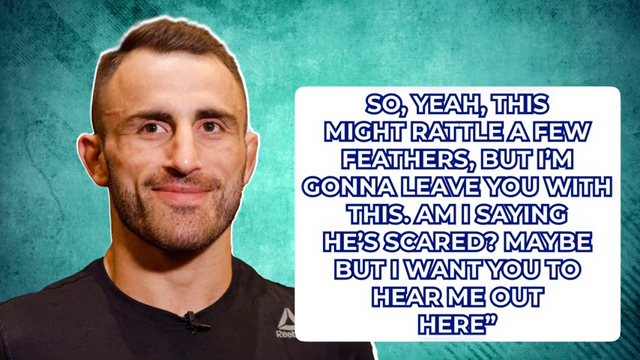 SO, YEAH, THIS
MIGHT RATTLE A FEW
FEATHERS, BUT I'M
GONNA LEAVE YOU WITH
THIS. AM I SAYING
HE'S SCARED? MAYBE
BUT I WANT YOU TO
HEAR ME OUT
HERE”
Reebok